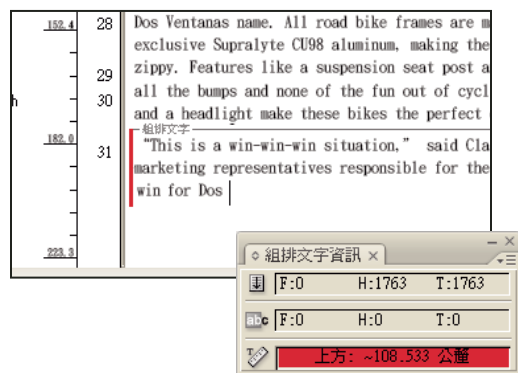 152.4
28
Dos Ventanas name. All road bike frames are m
exclusive Supralyte CU98 aluminum, making the
zippy. Features like a suspension seat post a
29
all the bumps and none of the fun out of cycl
h
30
and a headlight make these bikes the perfect
組排文字
182.0
31
“This is a win-win-win situation,” said Cla
marketing representatives responsible for the
win for Dos
223.3
組排文字資訊 ×
F:0 H:1763 T:1763
abc F:0 H:0 T:0
T 上方: ~108.533 公釐